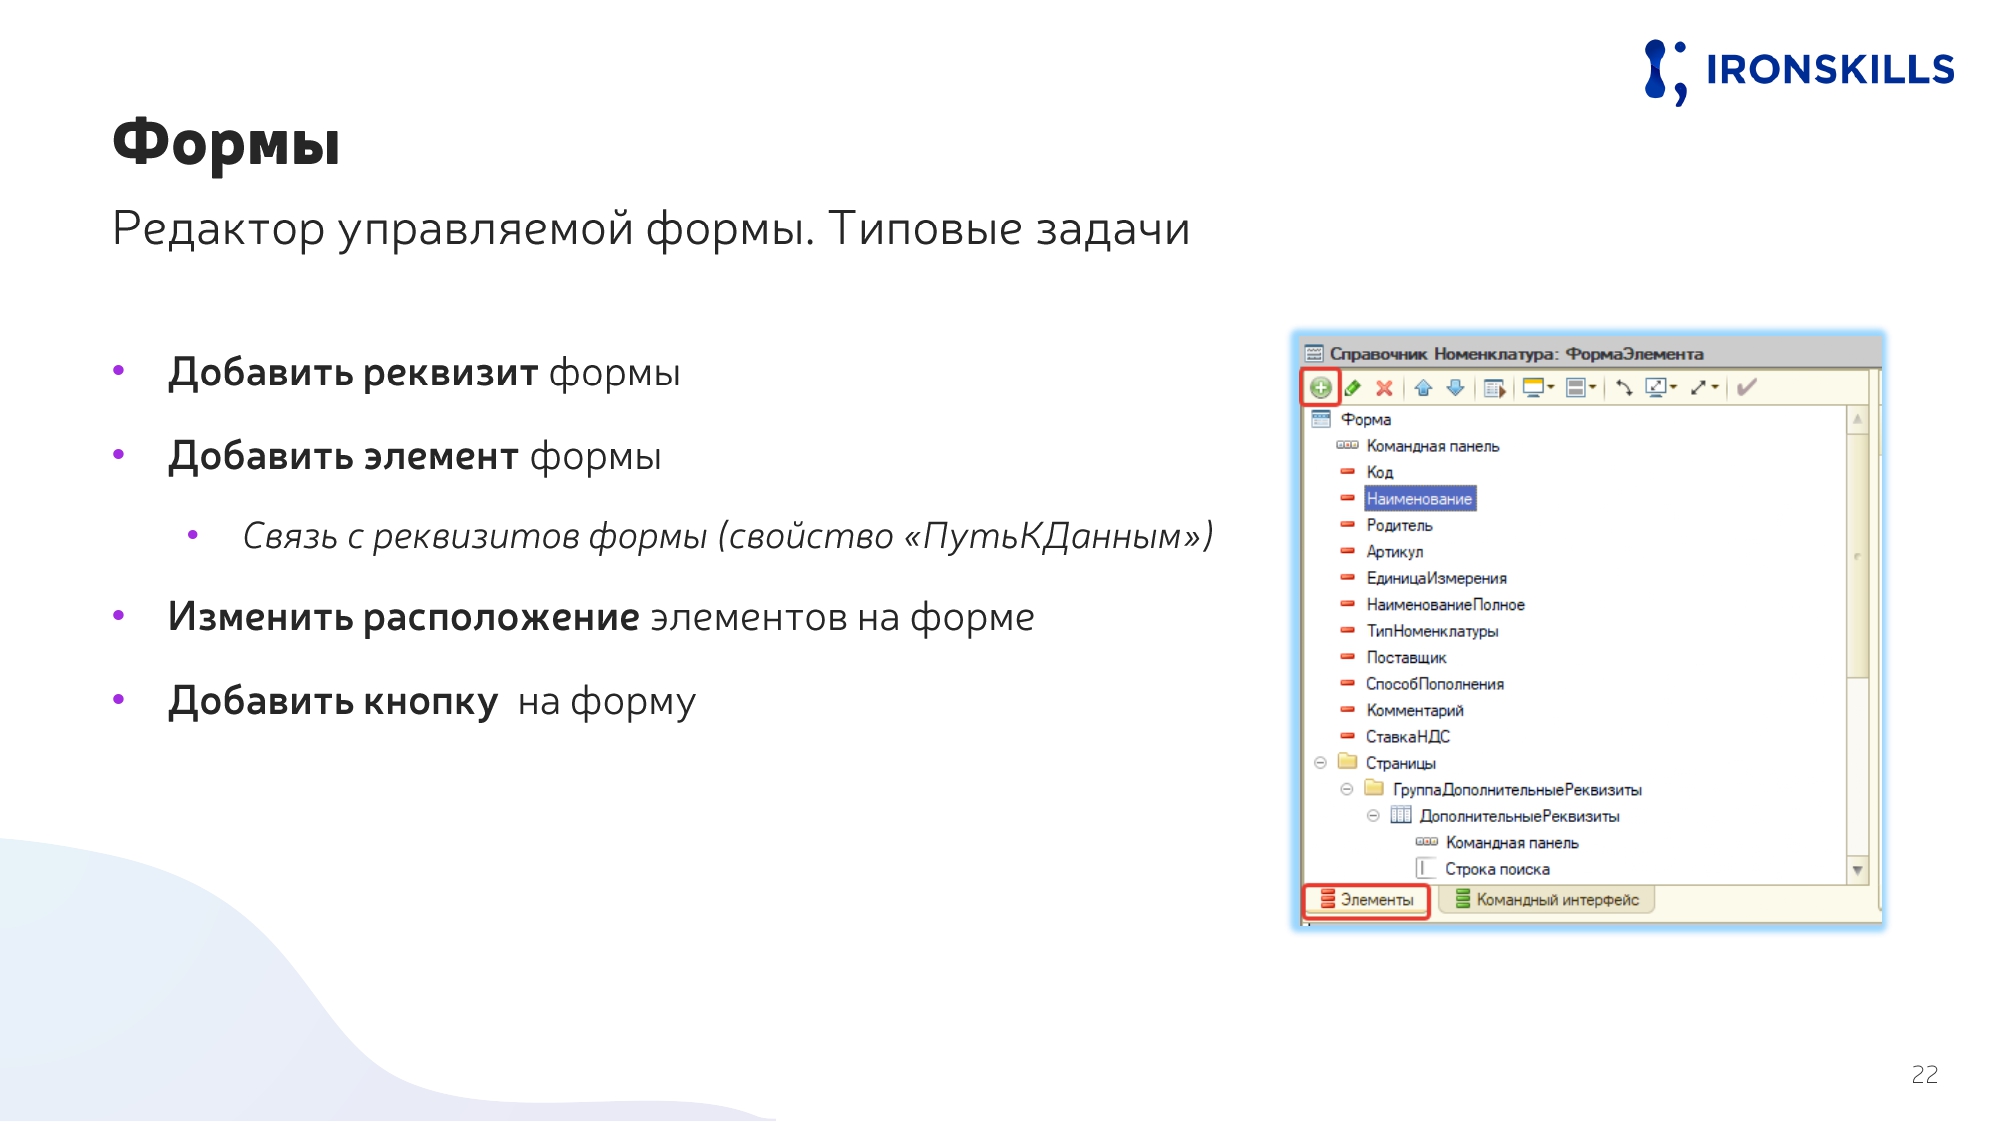 IRONSKILLS
Формы
Редактор управляемой формы. Типовые задачи
• Добавить реквизит формы
• Добавить элемент формы
• Связь с реквизитов формы (свойство «ПутьКДанным»)
• Изменить расположение элементов на форме
• Добавить кнопку на форму
Справочник Номенклатура: ФормаЭлемента
Форма
Командная панель
Код
Наименование
Родитель
Артикул
ЕдиницаИзмерения
НаименованиеПолное
ТипНоменклатуры
Поставщик
СпособПополнения
Комментарий
СтавкаНДС
Страницы
ГруппаДополнительныеРеквизиты
ДополнительныеРеквизиты
Командная панель
Строка поиска
Элементы
Командный интерфейс
22